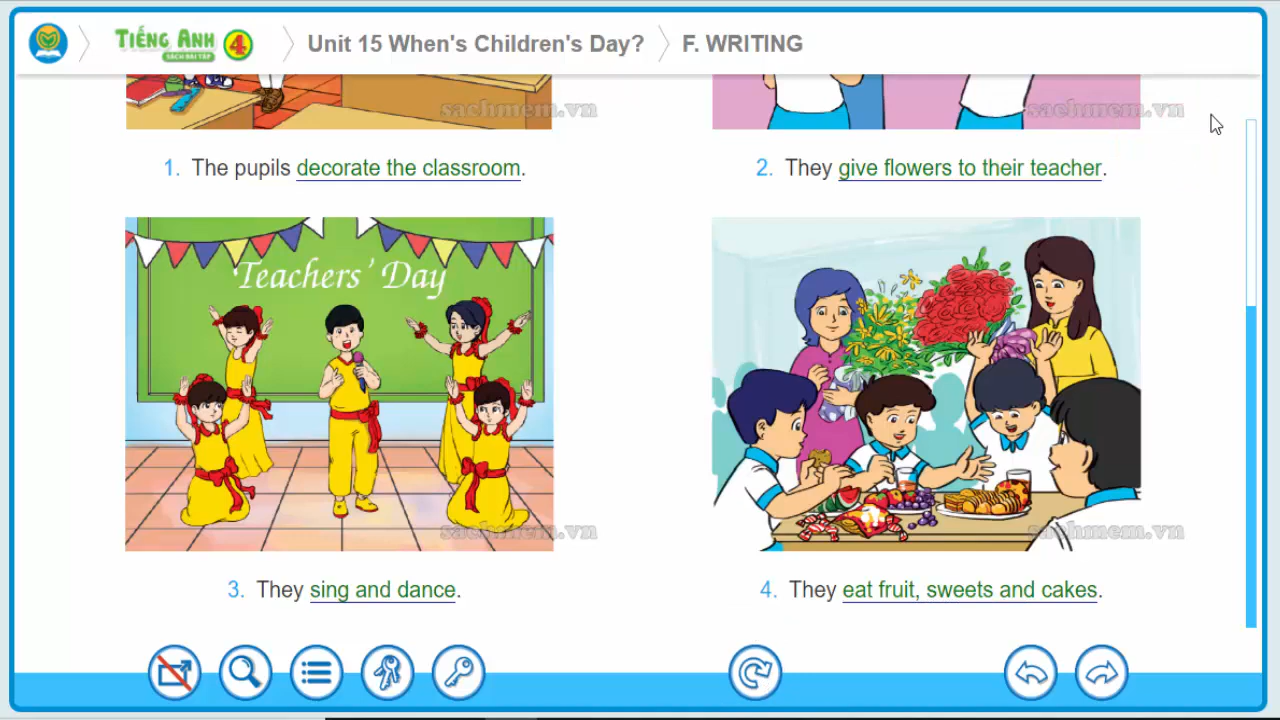 TIẾNG ANH 4
SÁCH BÀI TẬP
Unit 15 When's Children's Day?
F. WRITING
sachmem.vn
sachmem.vn
1. The pupils decorate the classroom.
2. They give flowers to their teacher.
Teachers' Day
sachmem.vn
sachmem.vn
3. They sing and dance.
4. They eat fruit, sweets and cakes.